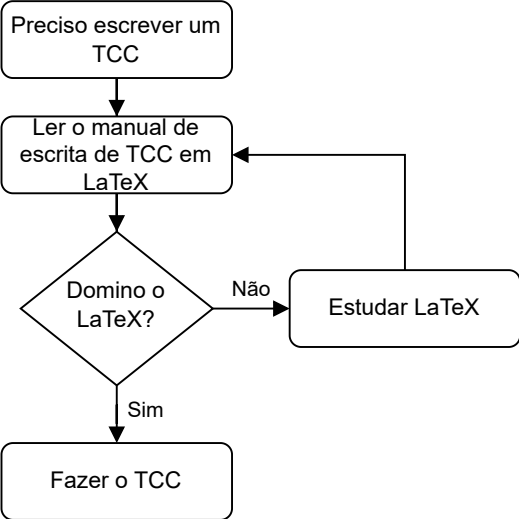 Preciso escrever um
TCC
Ler o manual de
escrita de TCC em
LaTeX
Domino o
LaTeX?
Não
Estudar LaTeX
Sim
Fazer o TCC